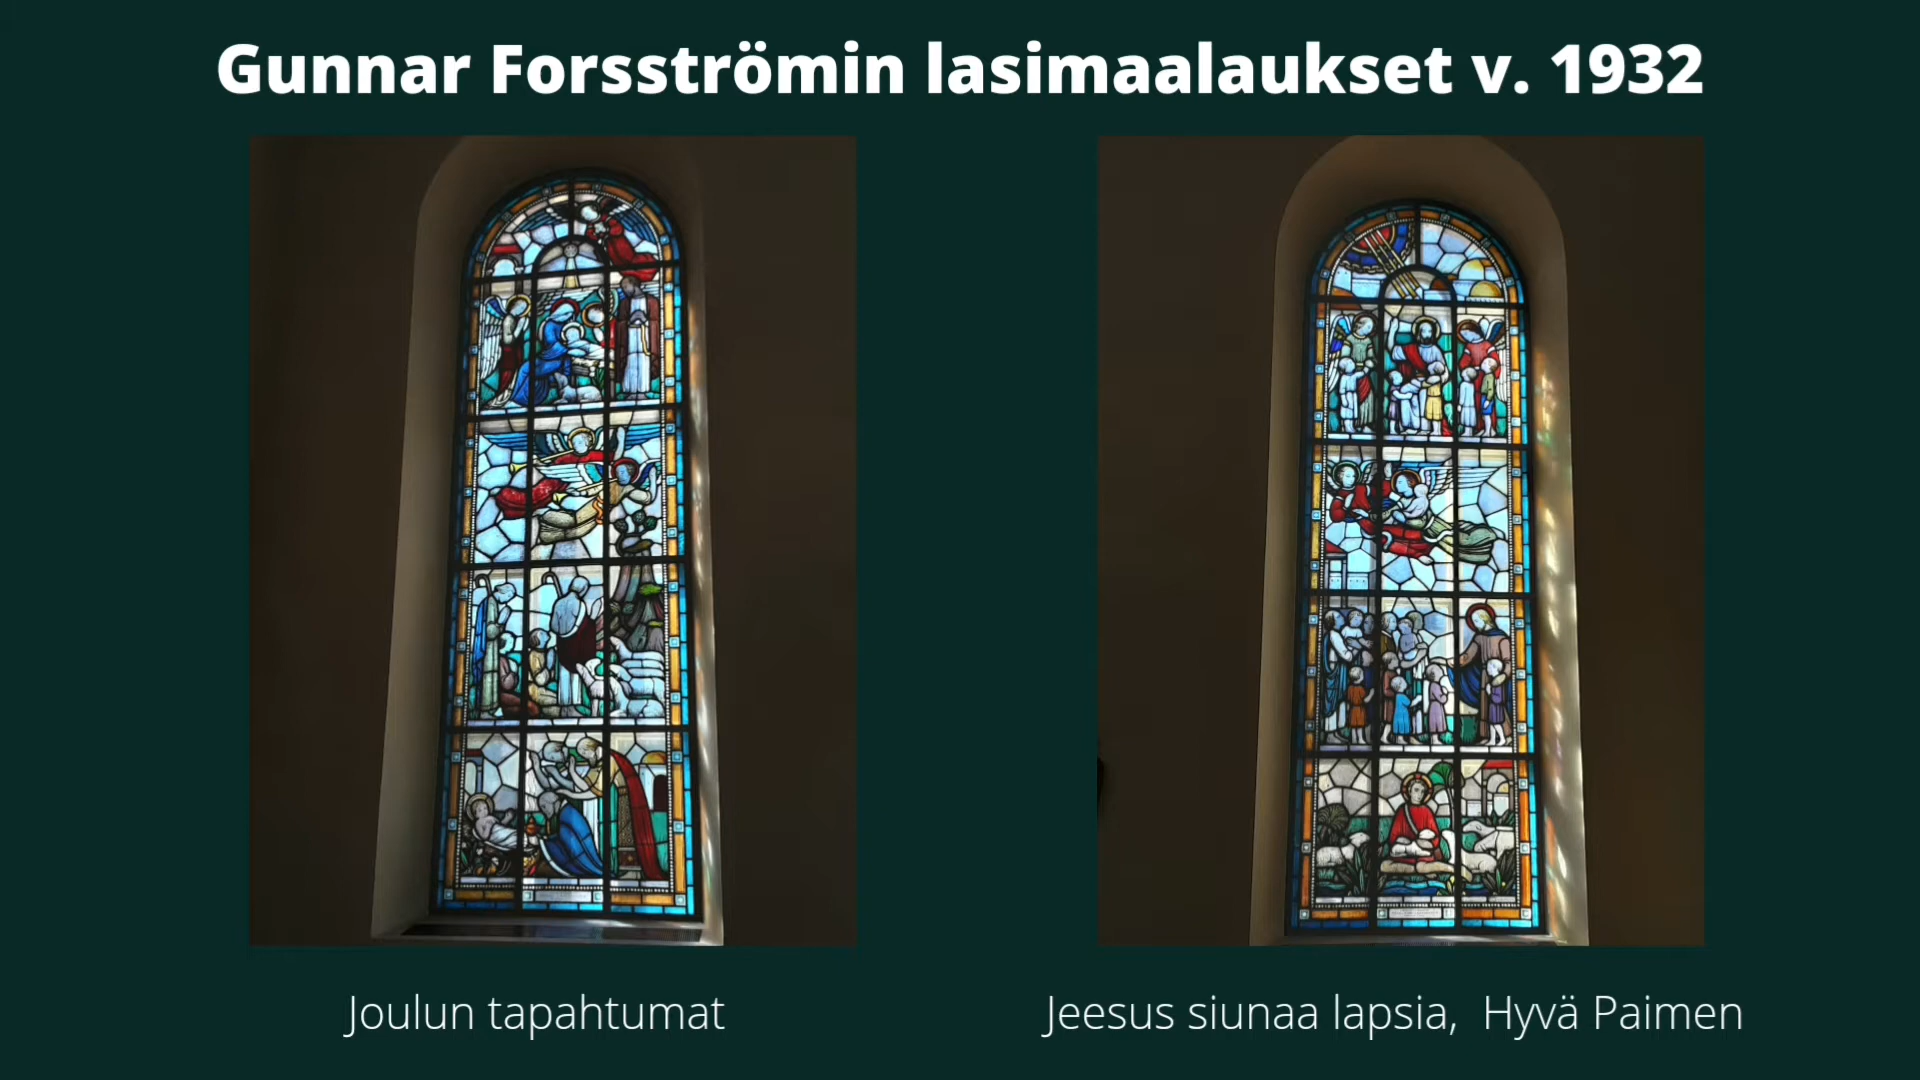 Gunnar Forsströmin lasimaalaukset v. 1932
Joulun tapahtumat
Jeesus siunaa lapsia, Hyvä Paimen